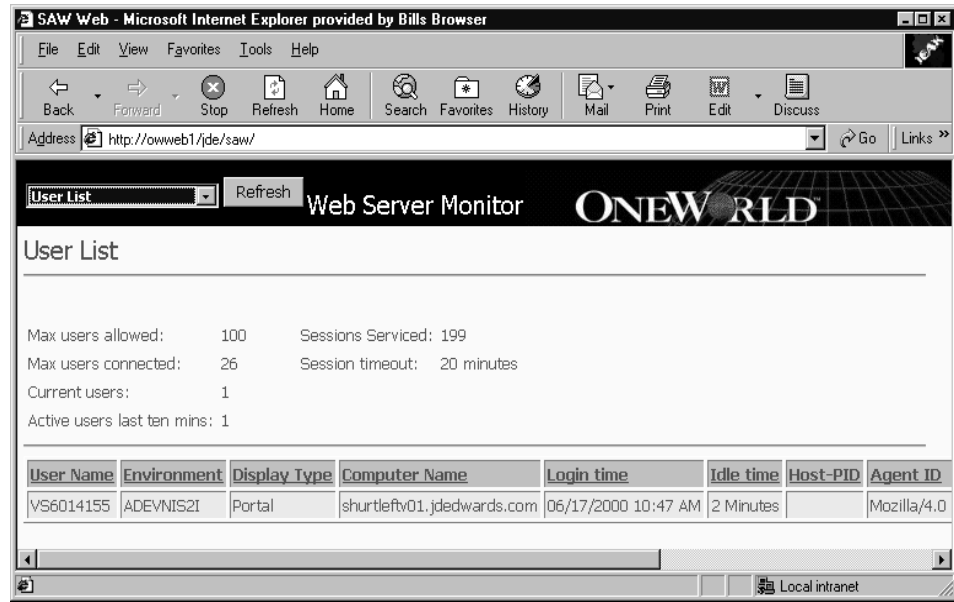 SAW Web - Microsoft Internet Explorer provided by Bills Browser
File Edit View Favorites Tools Help
Back Forward Stop Refresh Home Search Favorites History Mail Print Edit Discuss
Address http://owweb1/jde/saw/ Go Links »
User List Refresh Web Server Monitor ONEWORLD
User List
Max users allowed: 100 Sessions Serviced: 199
Max users connected: 26 Session timeout: 20 minutes
Current users: 1
Active users last ten mins: 1
User Name Environment Display Type Computer Name Login time Idle time Host-PID Agent ID
VS6014155 ADEVNIS2I Portal shurtleftv01.jdedwards.com 06/17/2000 10:47 AM 2 Minutes Mozilla/4.0
Local intranet